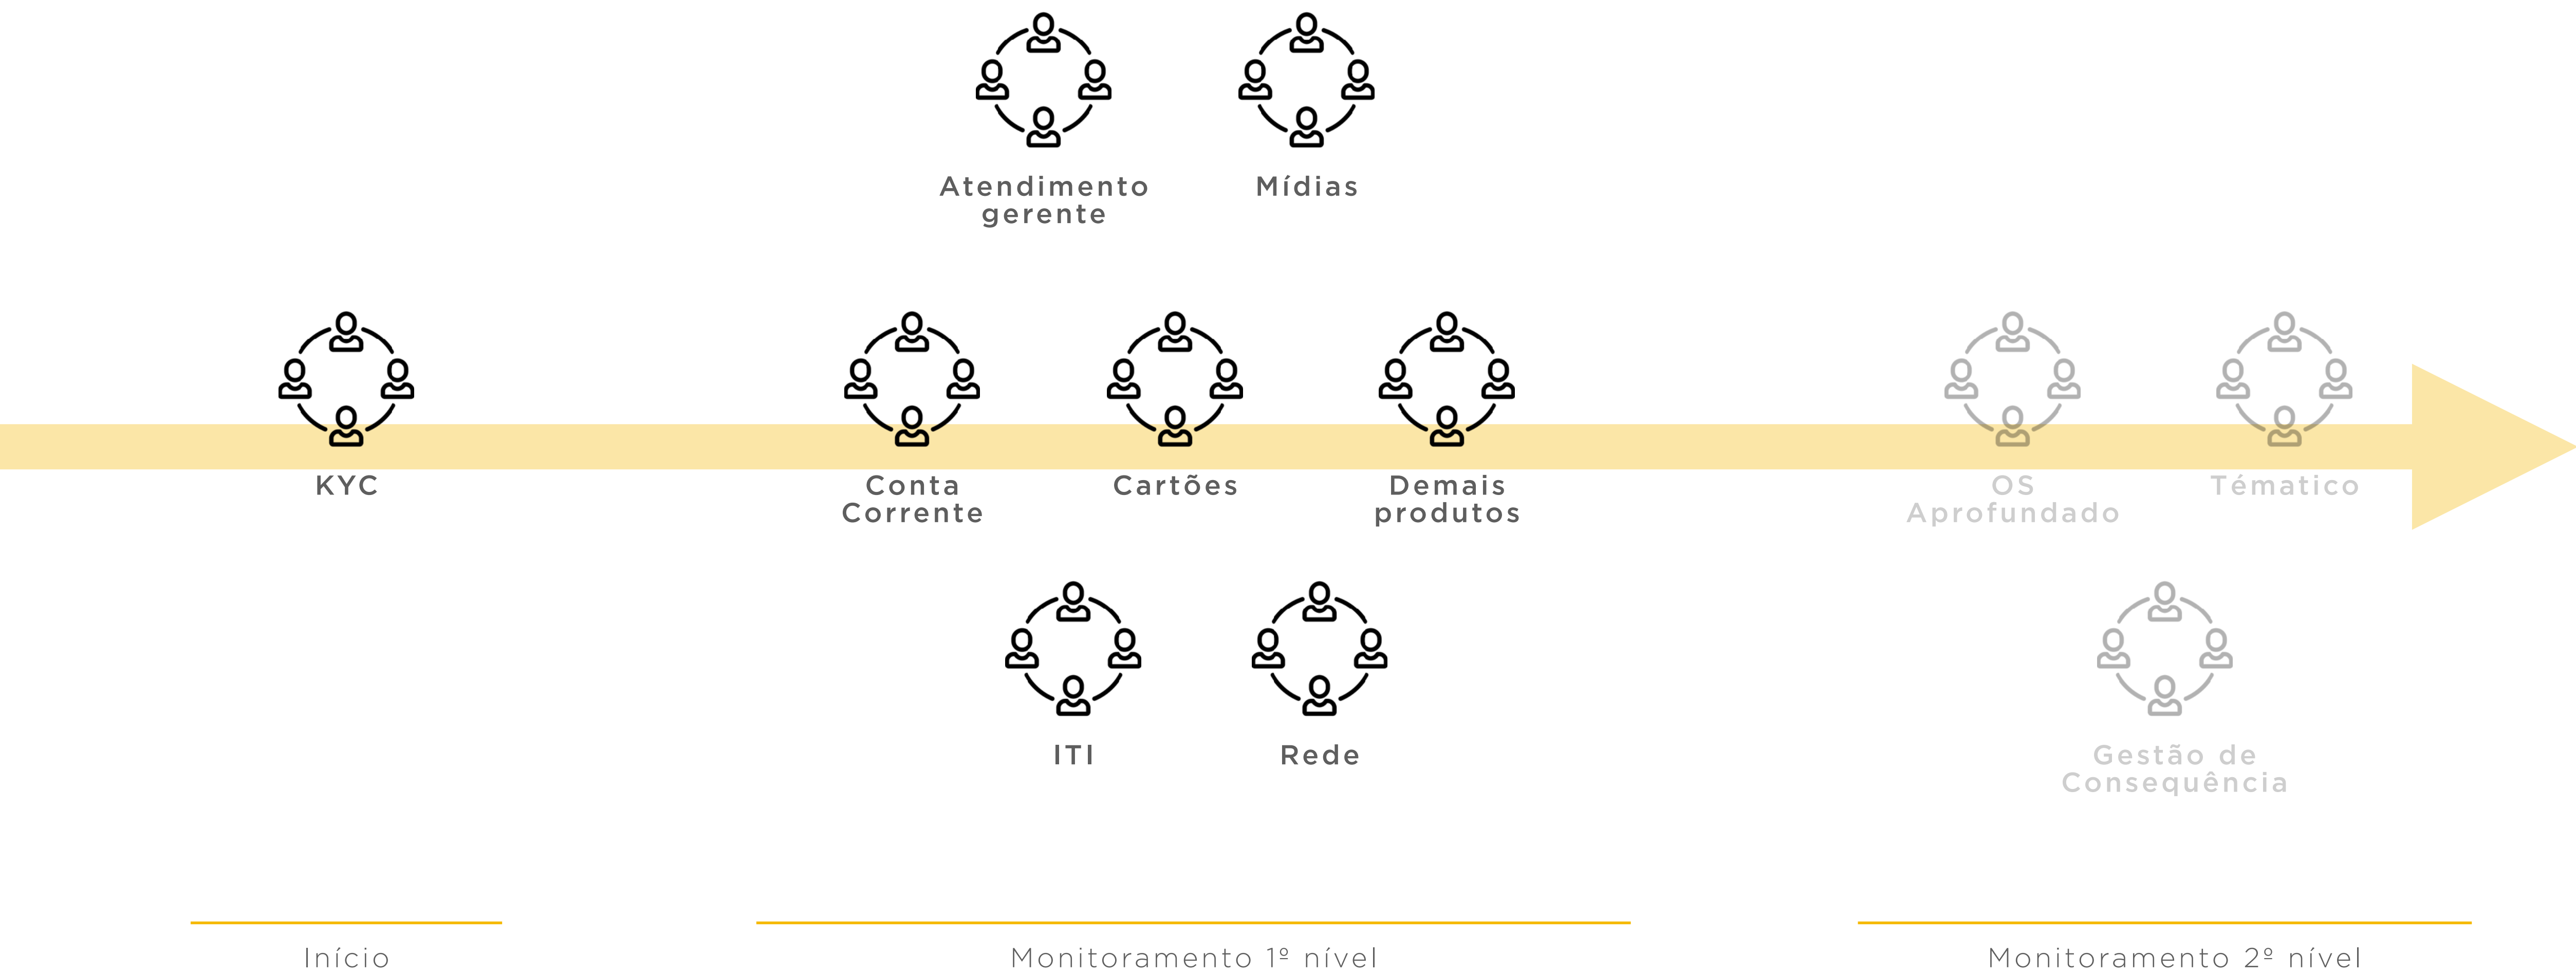 Atendimento
gerente
Mídias
KYC
Conta
Corrente
Cartões
Demais
produtos
OS
Aprofundado
Tématico
ITI
Rede
Gestão de
Consequência
Início
Monitoramento 1º nível
Monitoramento 2º nível